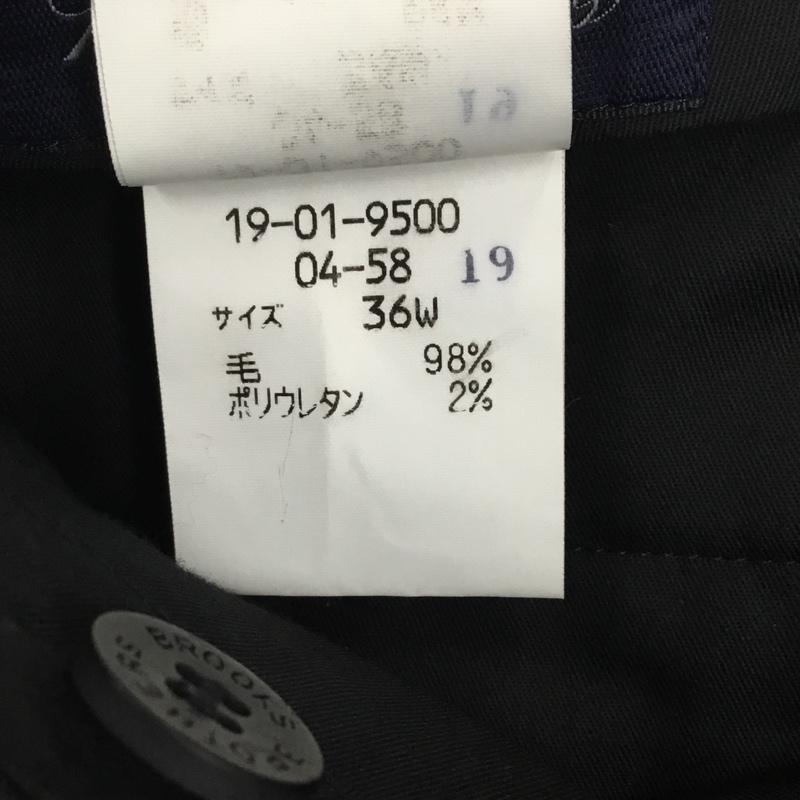 19-01-9500
04-58 19
サイズ 36W
毛 98%
ポリウレタン 2%
BROOKS BROTHERS